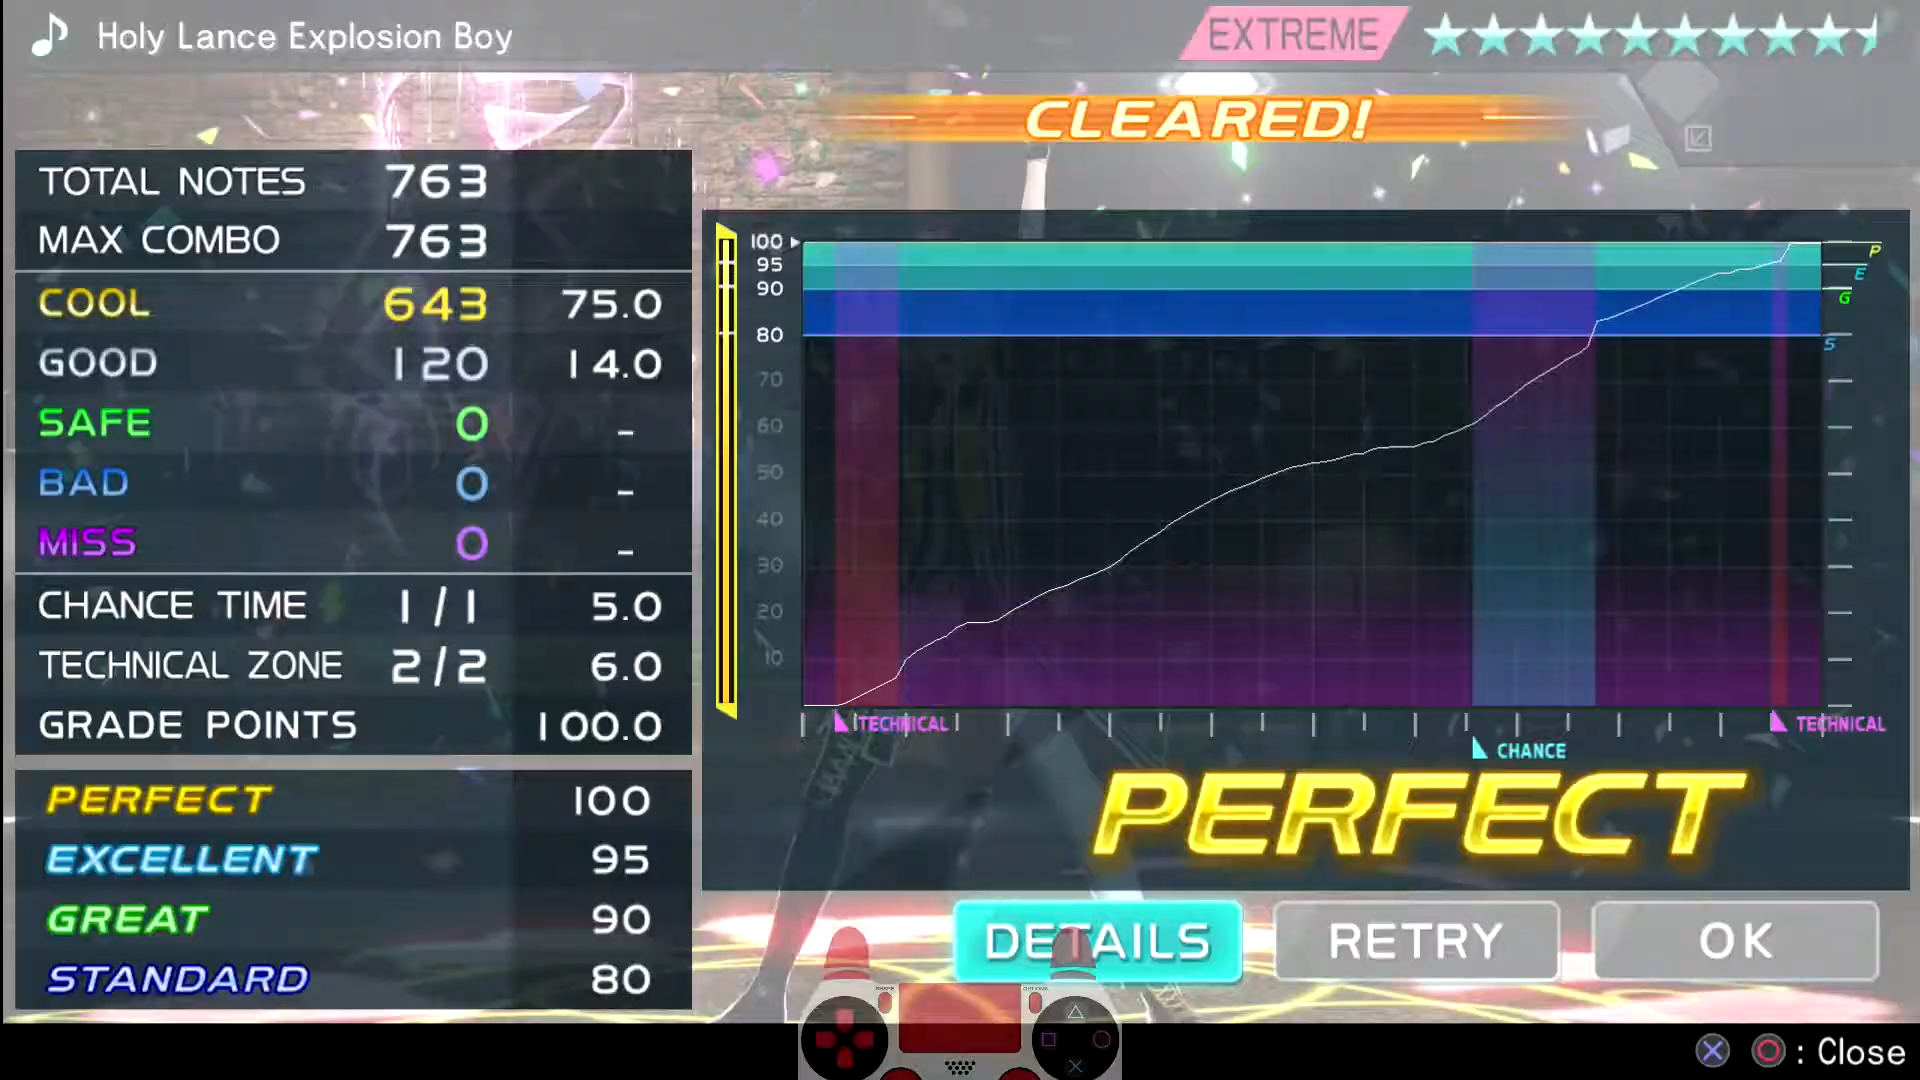 Holy Lance Explosion Boy
EXTREME
CLEARED!
TOTAL NOTES 763
MAX COMBO 763
COOL 643 75.0
GOOD 120 14.0
SAFE 0 -
BAD 0 -
MISS 0 -
CHANCE TIME 1/1 5.0
TECHNICAL ZONE 2/2 6.0
GRADE POINTS 100.0
PERFECT 100
EXCELLENT 95
GREAT 90
STANDARD 80
100
95
90
80
70
60
50
40
30
20
10
P
E
G
S
TECHNICAL
CHANCE
TECHNICAL
PERFECT
DETAILS
RETRY
OK
SHARE
OPTIONS
: Close